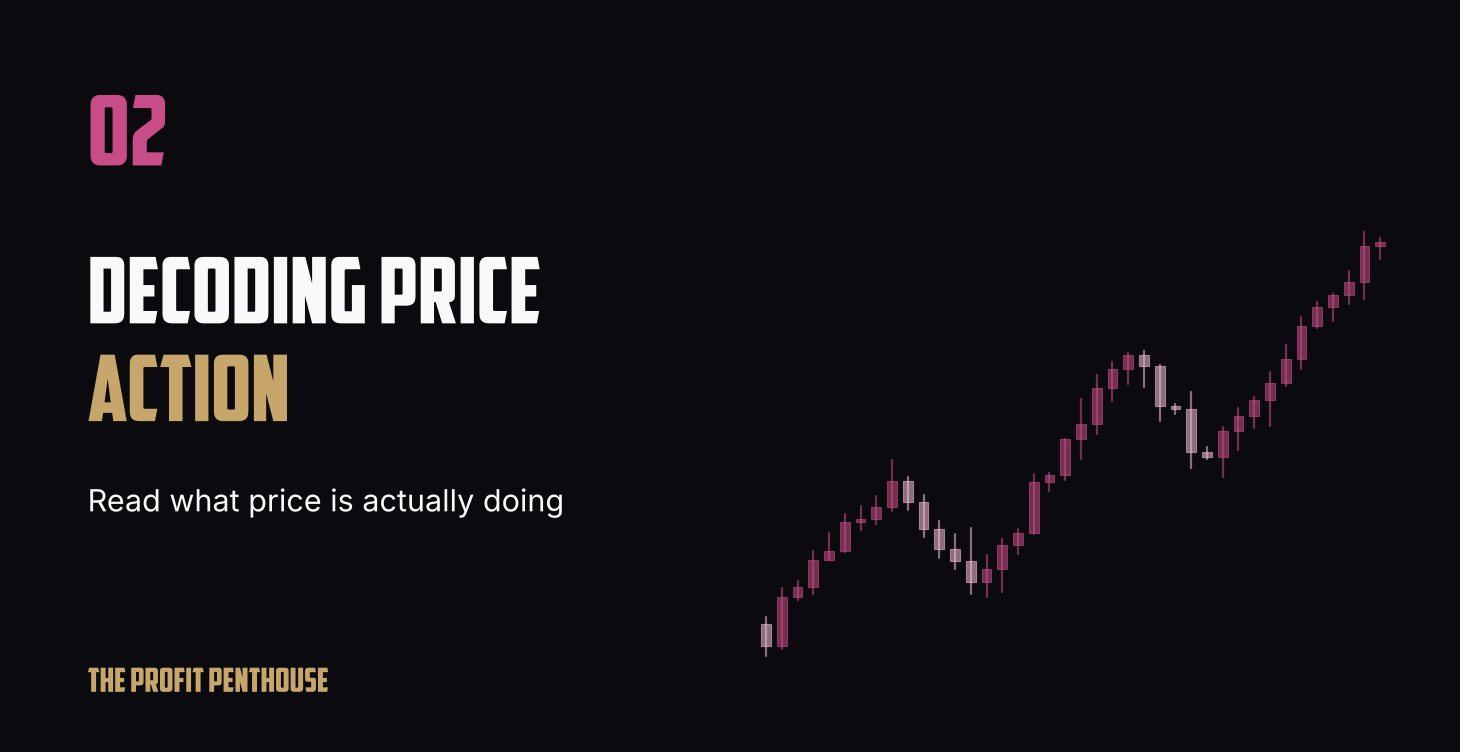 02
DECODING PRICE
ACTION
Read what price is actually doing
THE PROFIT PENTHOUSE